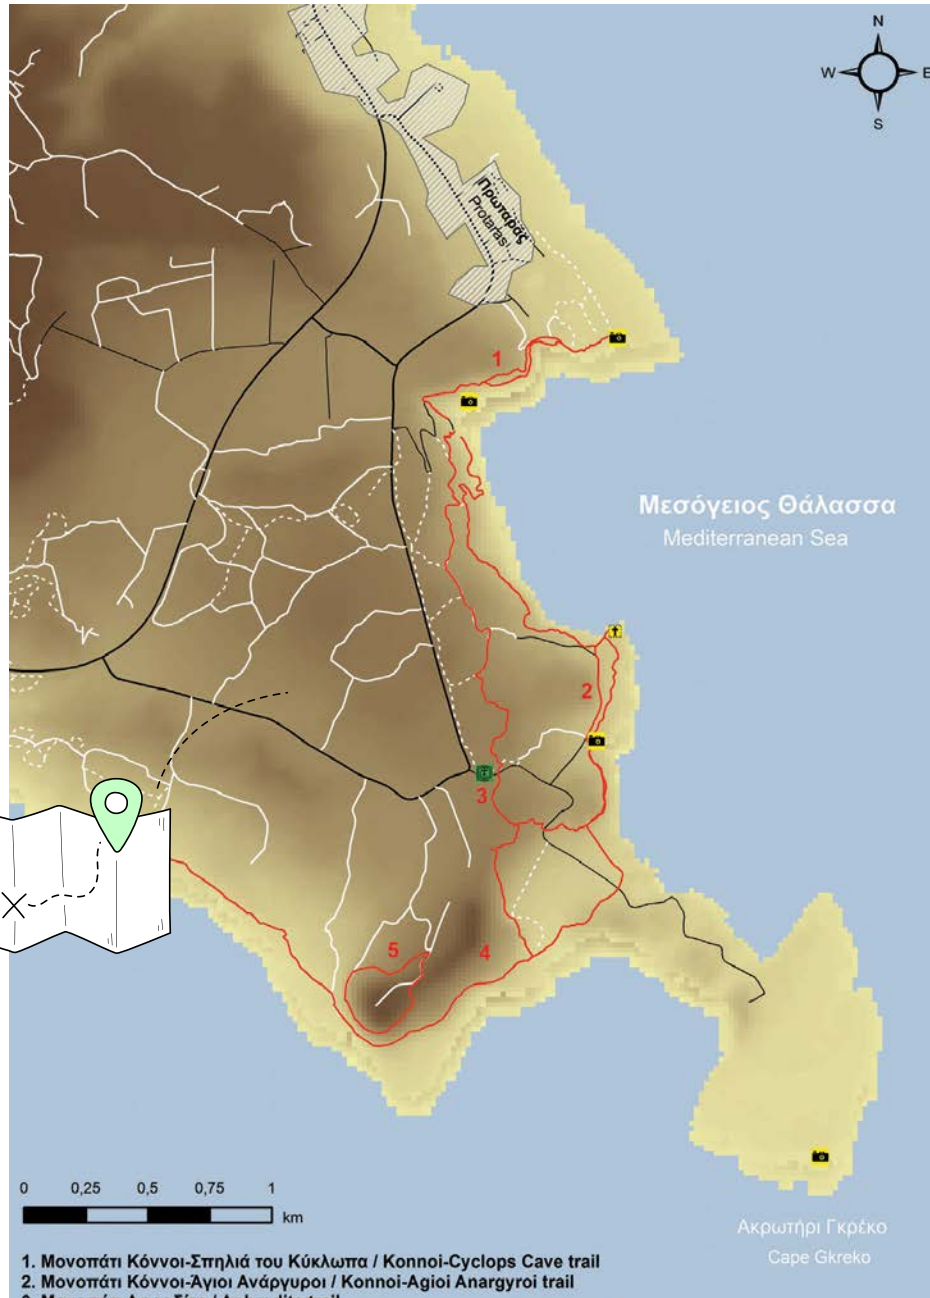 N
W E
S
Πρωταράς
Protaras
1
Μεσόγειος Θάλασσα
Mediterranean Sea
2
3
5
4
0 0,25 0,5 0,75 1
km
Ακρωτήρι Γκρέκο
Cape Gkreko
1. Μονοπάτι Κόννοι-Σπηλιά του Κύκλωπα / Konnoi-Cyclops Cave trail
2. Μονοπάτι Κόννοι-Άγιοι Ανάργυροι / Konnoi-Agioi Anargyroi trail